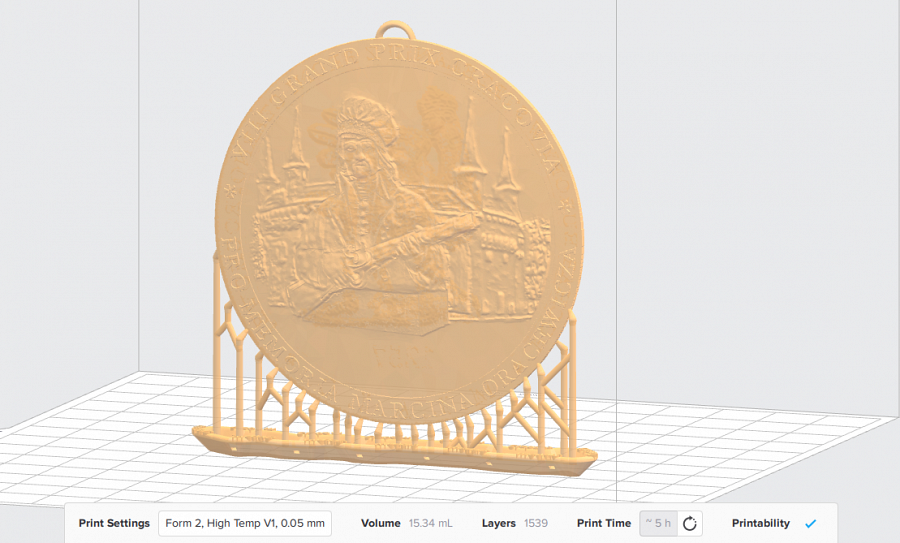 VIII GRAND PRIX CRACOVIA
* PRO MEMORIA MARCINA ORACEWICZA *
Print Settings Form 2, High Temp V1, 0.05 mm Volume 15.34 mL Layers 1539 Print Time ~ 5 h Printability